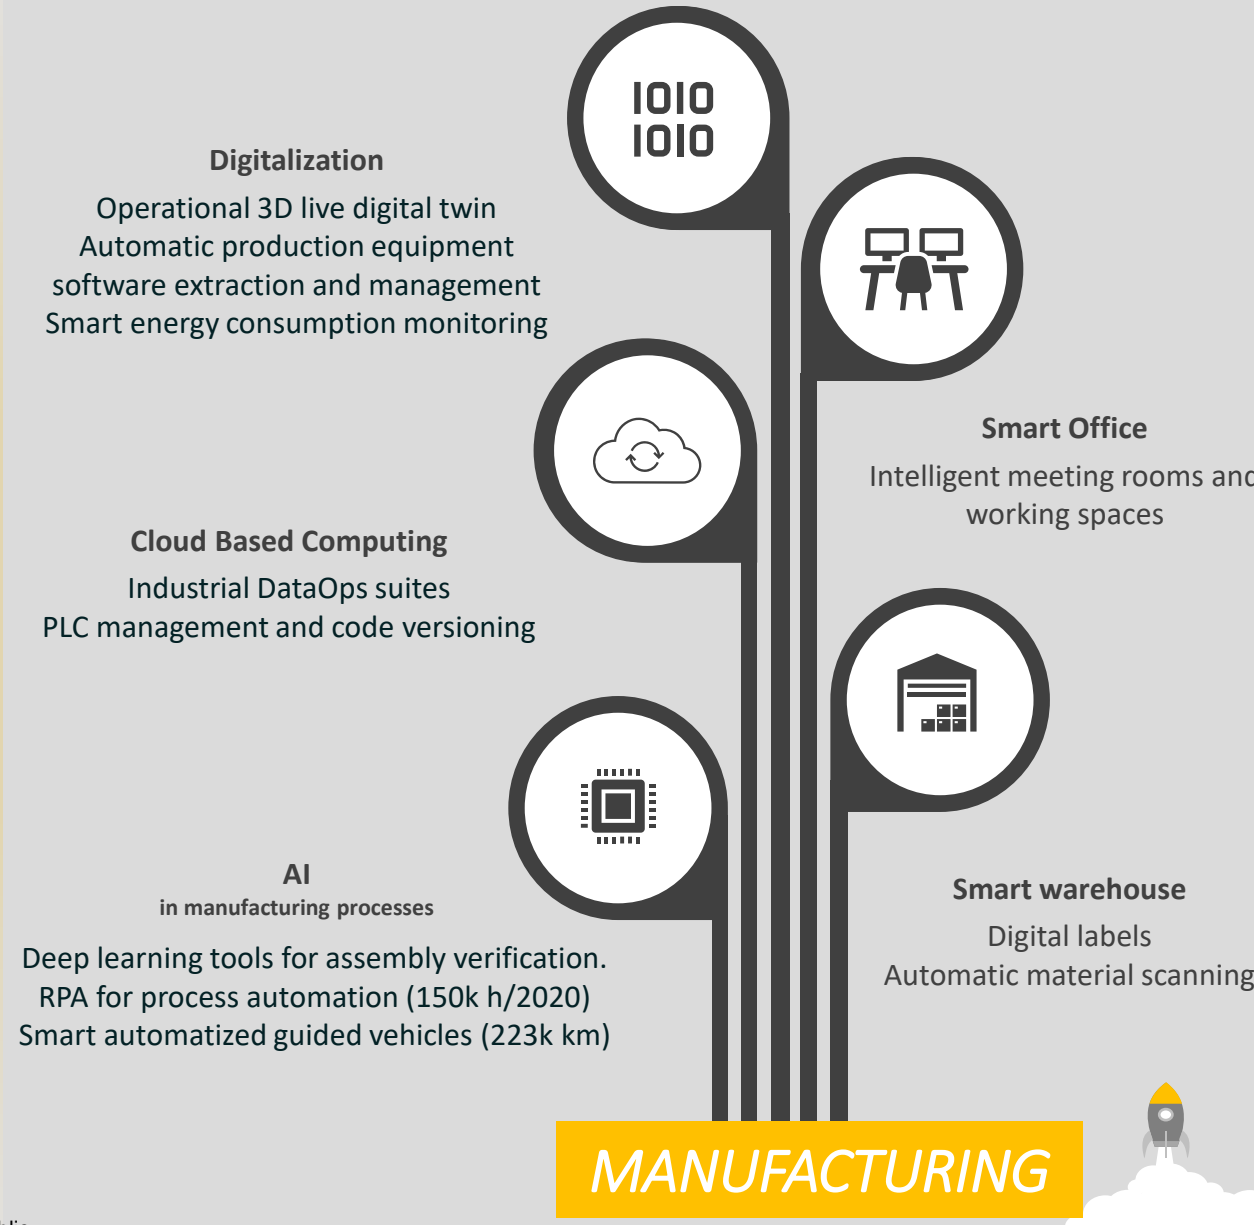 1010
1010
Digitalization
Operational 3D live digital twin
Automatic production equipment
software extraction and management
Smart energy consumption monitoring
Smart Office
Intelligent meeting rooms and
working spaces
Cloud Based Computing
Industrial DataOps suites
PLC management and code versioning
AI
in manufacturing processes
Deep learning tools for assembly verification.
RPA for process automation (150k h/2020)
Smart automatized guided vehicles (223k km)
Smart warehouse
Digital labels
Automatic material scanning
MANUFACTURING